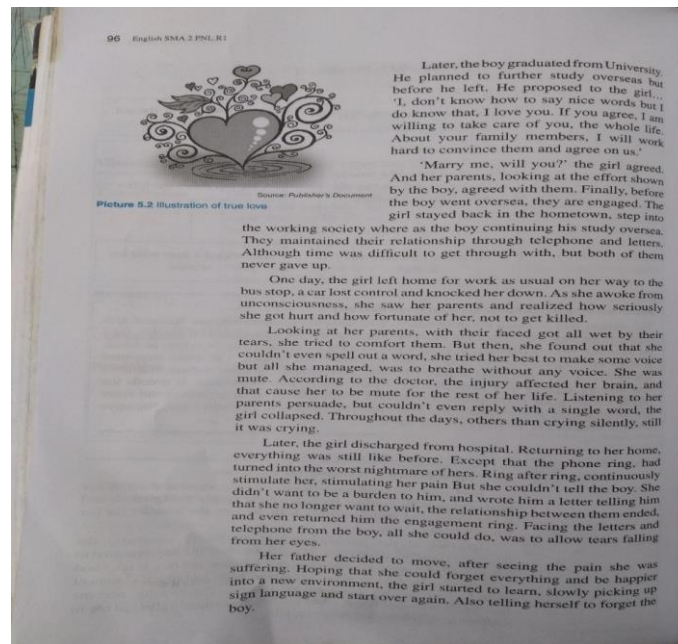 96 English SMA 2 PNL R1
Source: Publisher's Document
Picture 5.2 Illustration of true love
Later, the boy graduated from University.
He planned to further study overseas but
before he left. He proposed to the girl...
'I, don't know how to say nice words but I
do know that, I love you. If you agree, I am
willing to take care of you, the whole life.
About your family members, I will work
hard to convince them and agree on us.'
'Marry me, will you?' the girl agreed.
And her parents, looking at the effort shown
by the boy, agreed with them. Finally, before
the boy went oversea, they are engaged. The
girl stayed back in the hometown, step into
the working society where as the boy continuing his study oversea.
They maintained their relationship through telephone and letters.
Although time was difficult to get through with, but both of them
never gave up.
One day, the girl left home for work as usual on her way to the
bus stop, a car lost control and knocked her down. As she awoke from
unconsciousness, she saw her parents and realized how seriously
she got hurt and how fortunate of her, not to get killed.
Looking at her parents, with their faced got all wet by their
tears, she tried to comfort them. But then, she found out that she
couldn't even spell out a word, she tried her best to make some voice
but all she managed, was to breathe without any voice. She was
mute. According to the doctor, the injury affected her brain, and
that cause her to be mute for the rest of her life. Listening to her
parents persuade, but couldn't even reply with a single word, the
girl collapsed. Throughout the days, others than crying silently, still
it was crying.
Later, the girl discharged from hospital. Returning to her home,
everything was still like before. Except that the phone ring, had
turned into the worst nightmare of hers. Ring after ring, continuously
stimulate her, stimulating her pain But she couldn't tell the boy. She
didn't want to be a burden to him, and wrote him a letter telling him
that she no longer want to wait, the relationship between them ended,
and even returned him the engagement ring. Facing the letters and
telephone from the boy, all she could do, was to allow tears falling
from her eyes.
Her father decided to move, after seeing the pain she was
suffering. Hoping that she could forget everything and be happier
into a new environment, the girl started to learn, slowly picking up
sign language and start over again. Also telling herself to forget the
boy.